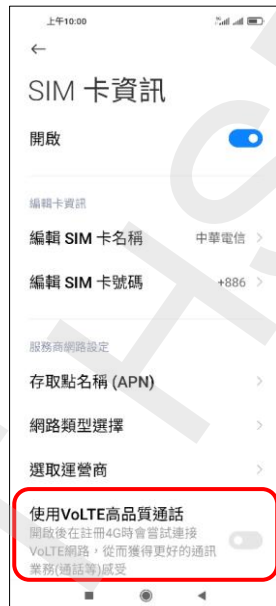 上午10:00
SIM 卡資訊
開啟
編輯卡資訊
編輯 SIM 卡名稱 中華電信
編輯 SIM 卡號碼 +886
服務商網路設定
存取點名稱 (APN)
網路類型選擇
選取運營商
使用VoLTE高品質通話
開啟後在註冊4G時會嘗試連接
VoLTE網路，從而獲得更好的通訊
業務(通話等)感受